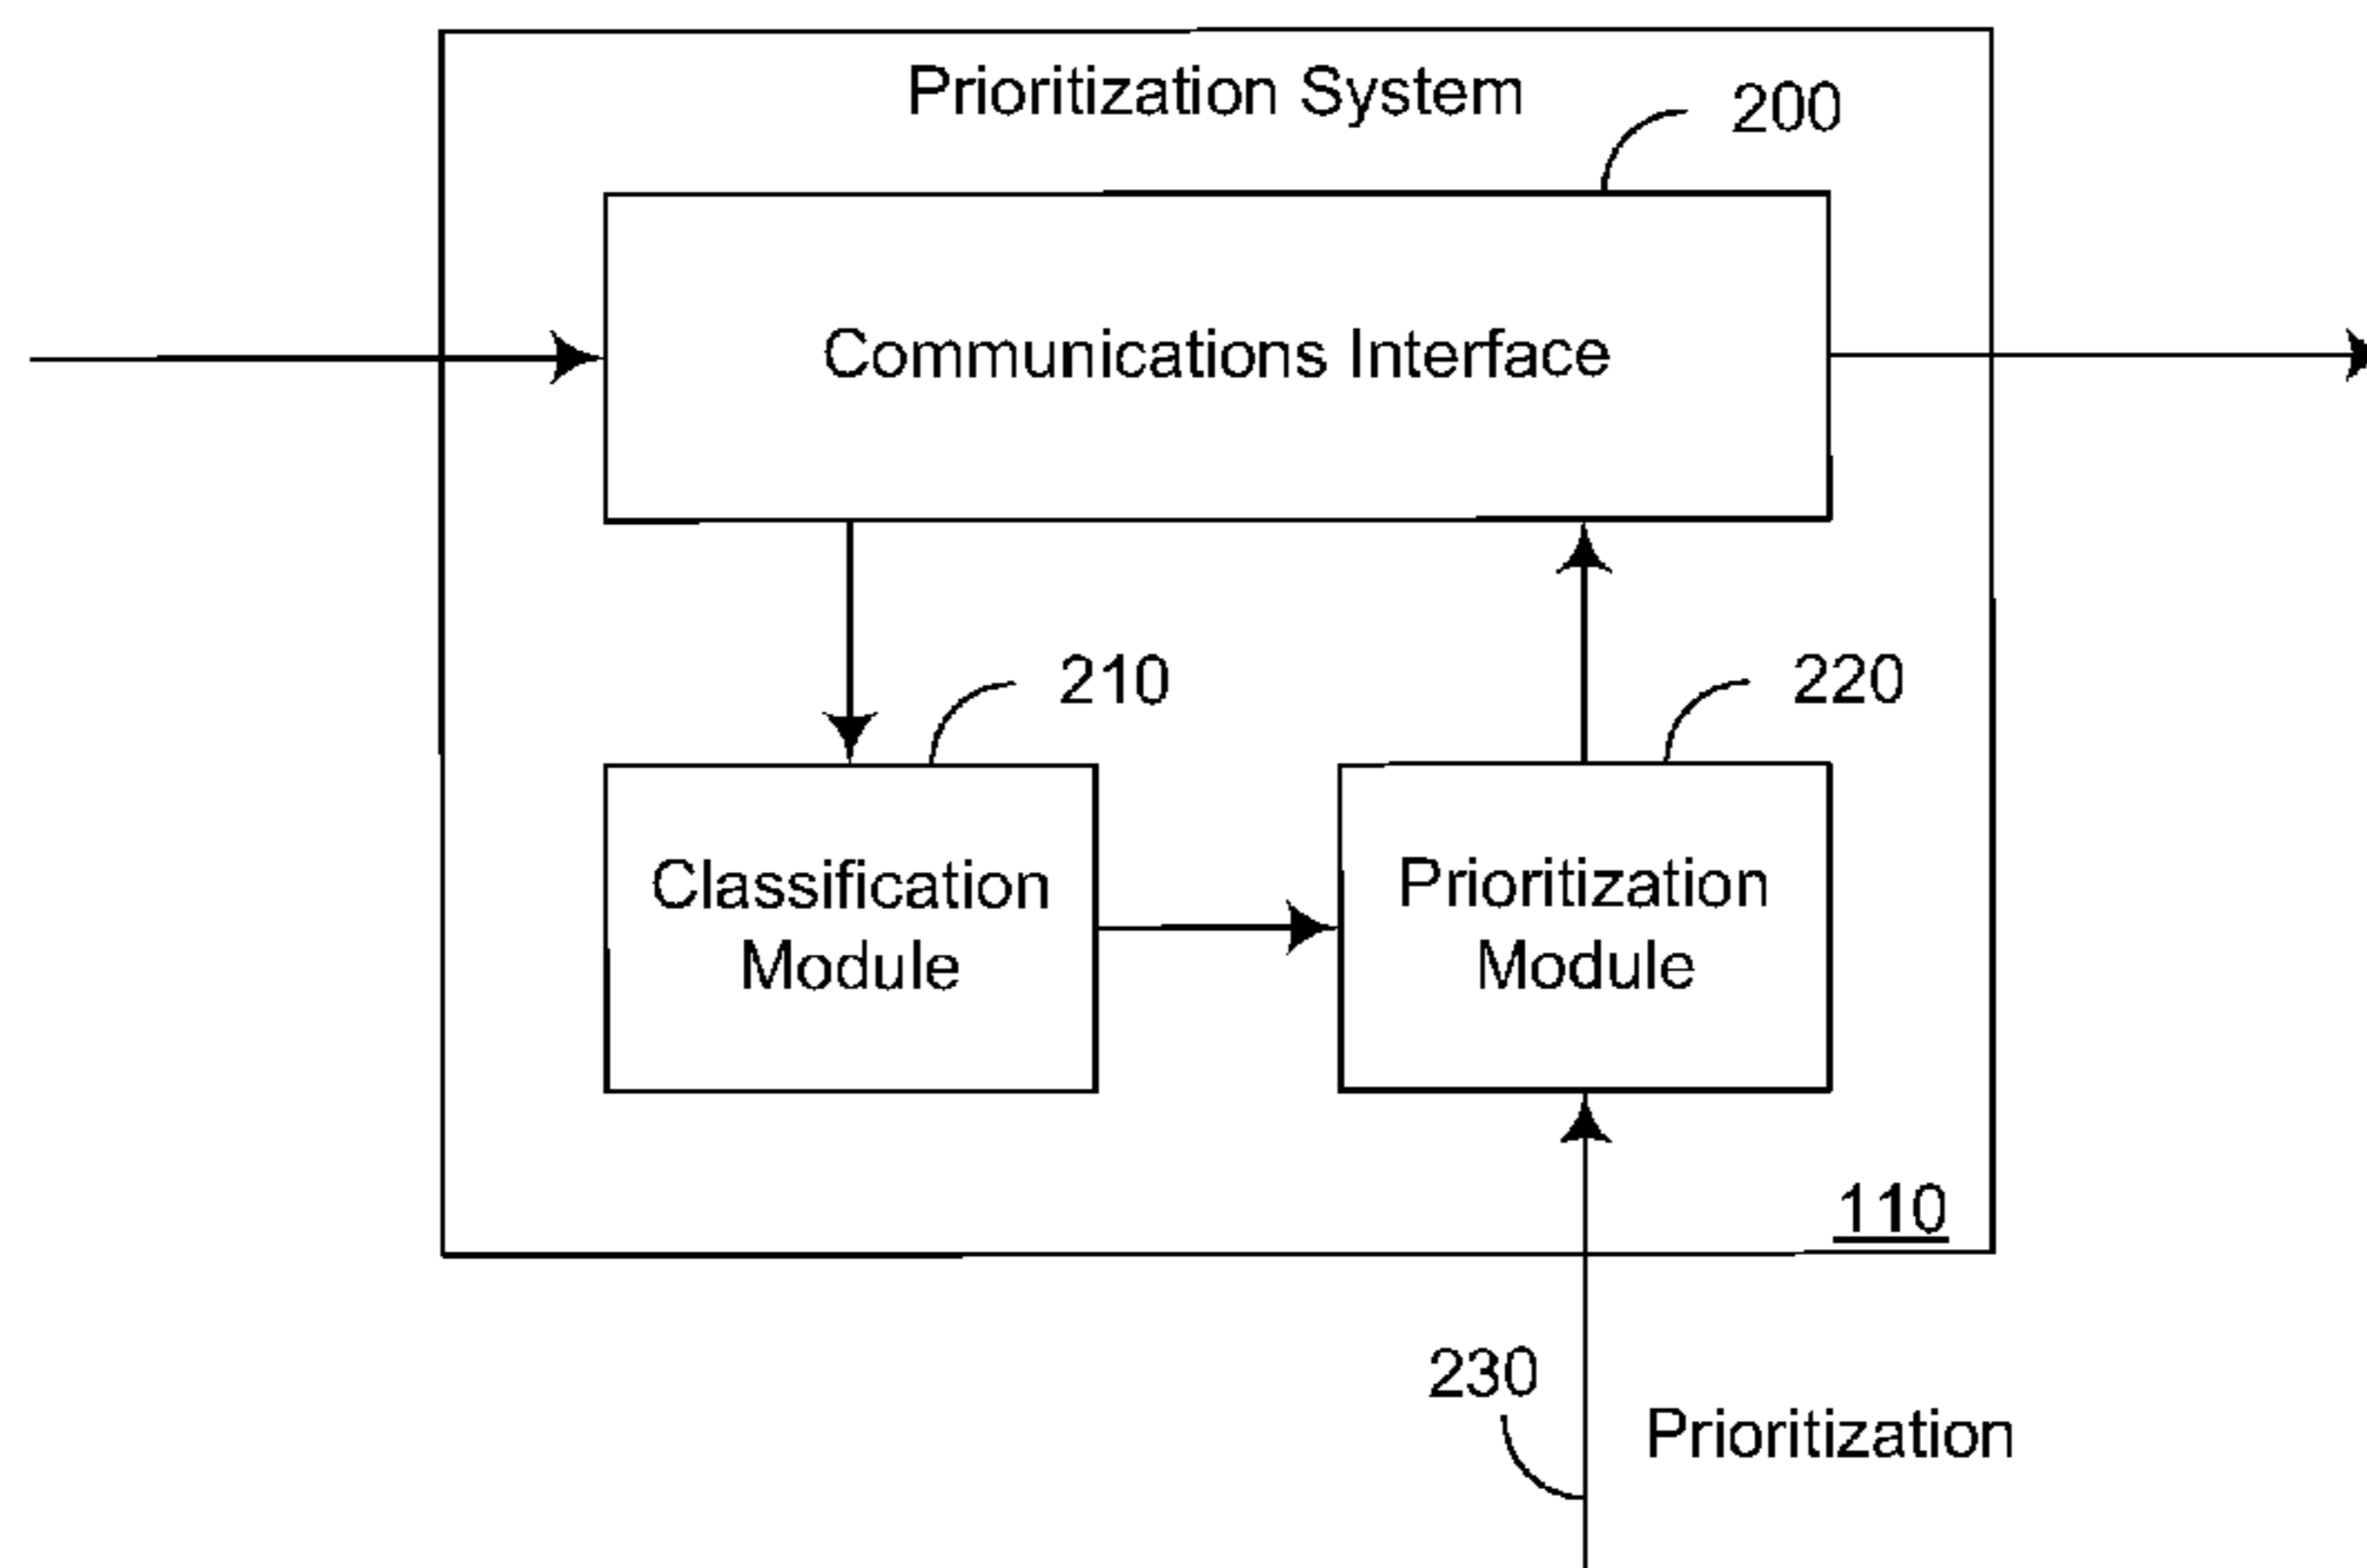 Prioritization System
200
Communications Interface
210
220
Classification
Module
Prioritization
Module
110
230
Prioritization